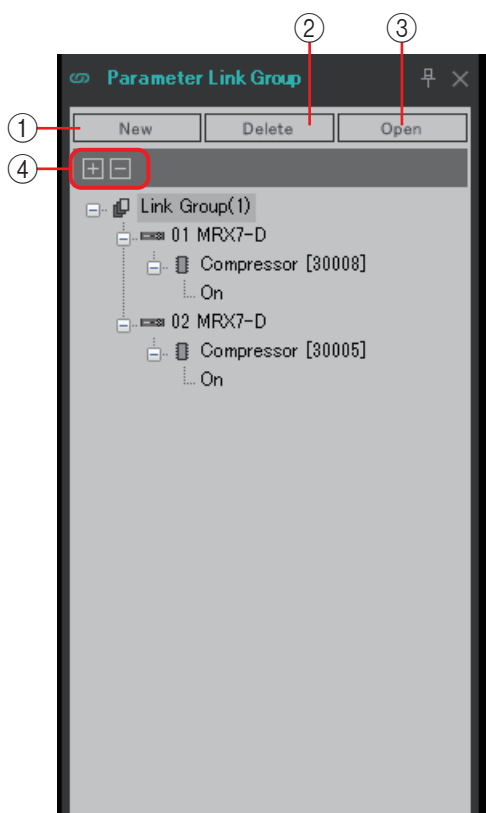 ② ③
Parameter Link Group
① New Delete Open
④
Link Group(1)
01 MRX7-D
Compressor [30008]
On
02 MRX7-D
Compressor [30005]
On